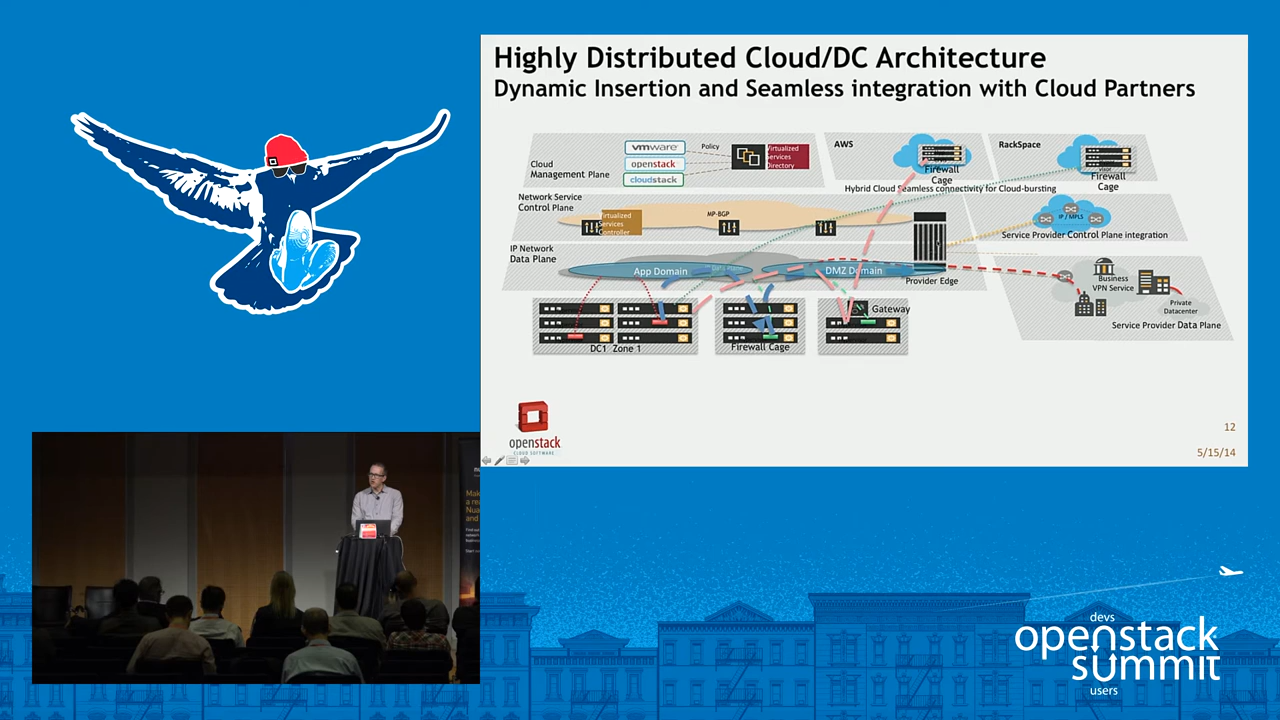 Highly Distributed Cloud/DC Architecture
Dynamic Insertion and Seamless integration with Cloud Partners
Cloud
Management Plane
vmware
openstack
cloudstack
Policy
Virtualized
Services
Directory
AWS
Firewall
Cage
RackSpace
Firewall
Cage
Hybrid Cloud Seamless connectivity for Cloud-bursting
Network Service
Control Plane
Virtualized
Services
Controller
MP-BGP
IP / MPLS
Service Provider Control Plane integration
IP Network
Data Plane
App Domain
Data Plane
DMZ Domain
Provider Edge
Business
VPN Service
Private
Datacenter
Service Provider Data Plane
DC1 Zone 1
Firewall Cage
Gateway
openstack
CLOUD SOFTWARE
12
5/15/14
devs
openstack
summit
users